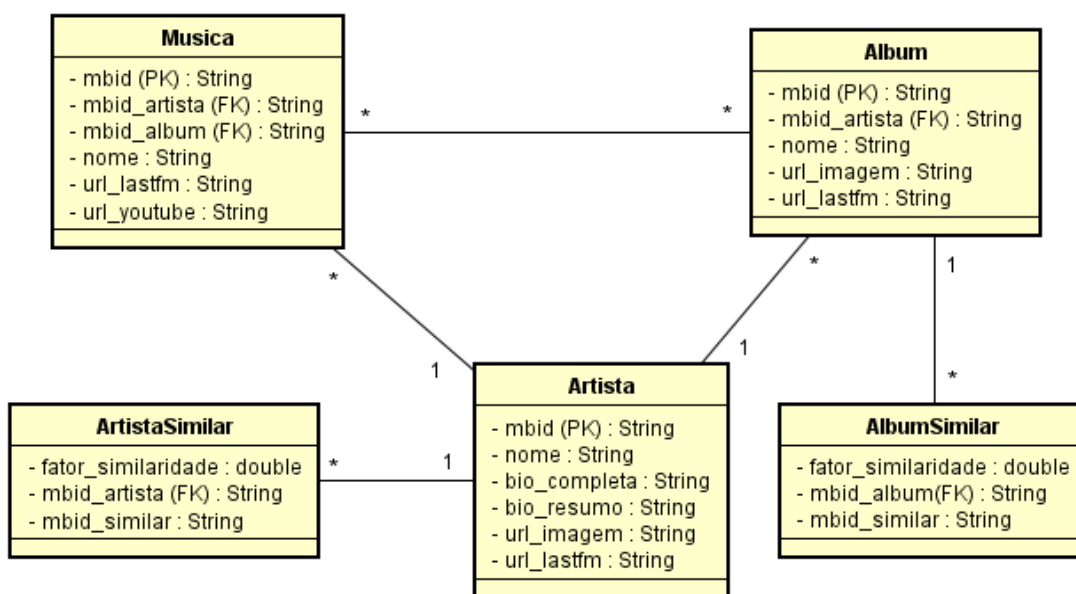 Musica
- mbid (PK) : String
- mbid_artista (FK) : String
- mbid_album (FK) : String
- nome : String
- url_lastfm : String
- url_youtube : String
*
*
Album
- mbid (PK) : String
- mbid_artista (FK) : String
- nome : String
- url_imagem : String
- url_lastfm : String
*
1
*
1
1
*
ArtistaSimilar
- fator_similaridade : double
- mbid_artista (FK) : String
- mbid_similar : String
*
1
Artista
- mbid (PK) : String
- nome : String
- bio_completa : String
- bio_resumo : String
- url_imagem : String
- url_lastfm : String
AlbumSimilar
- fator_similaridade : double
- mbid_album(FK) : String
- mbid_similar : String